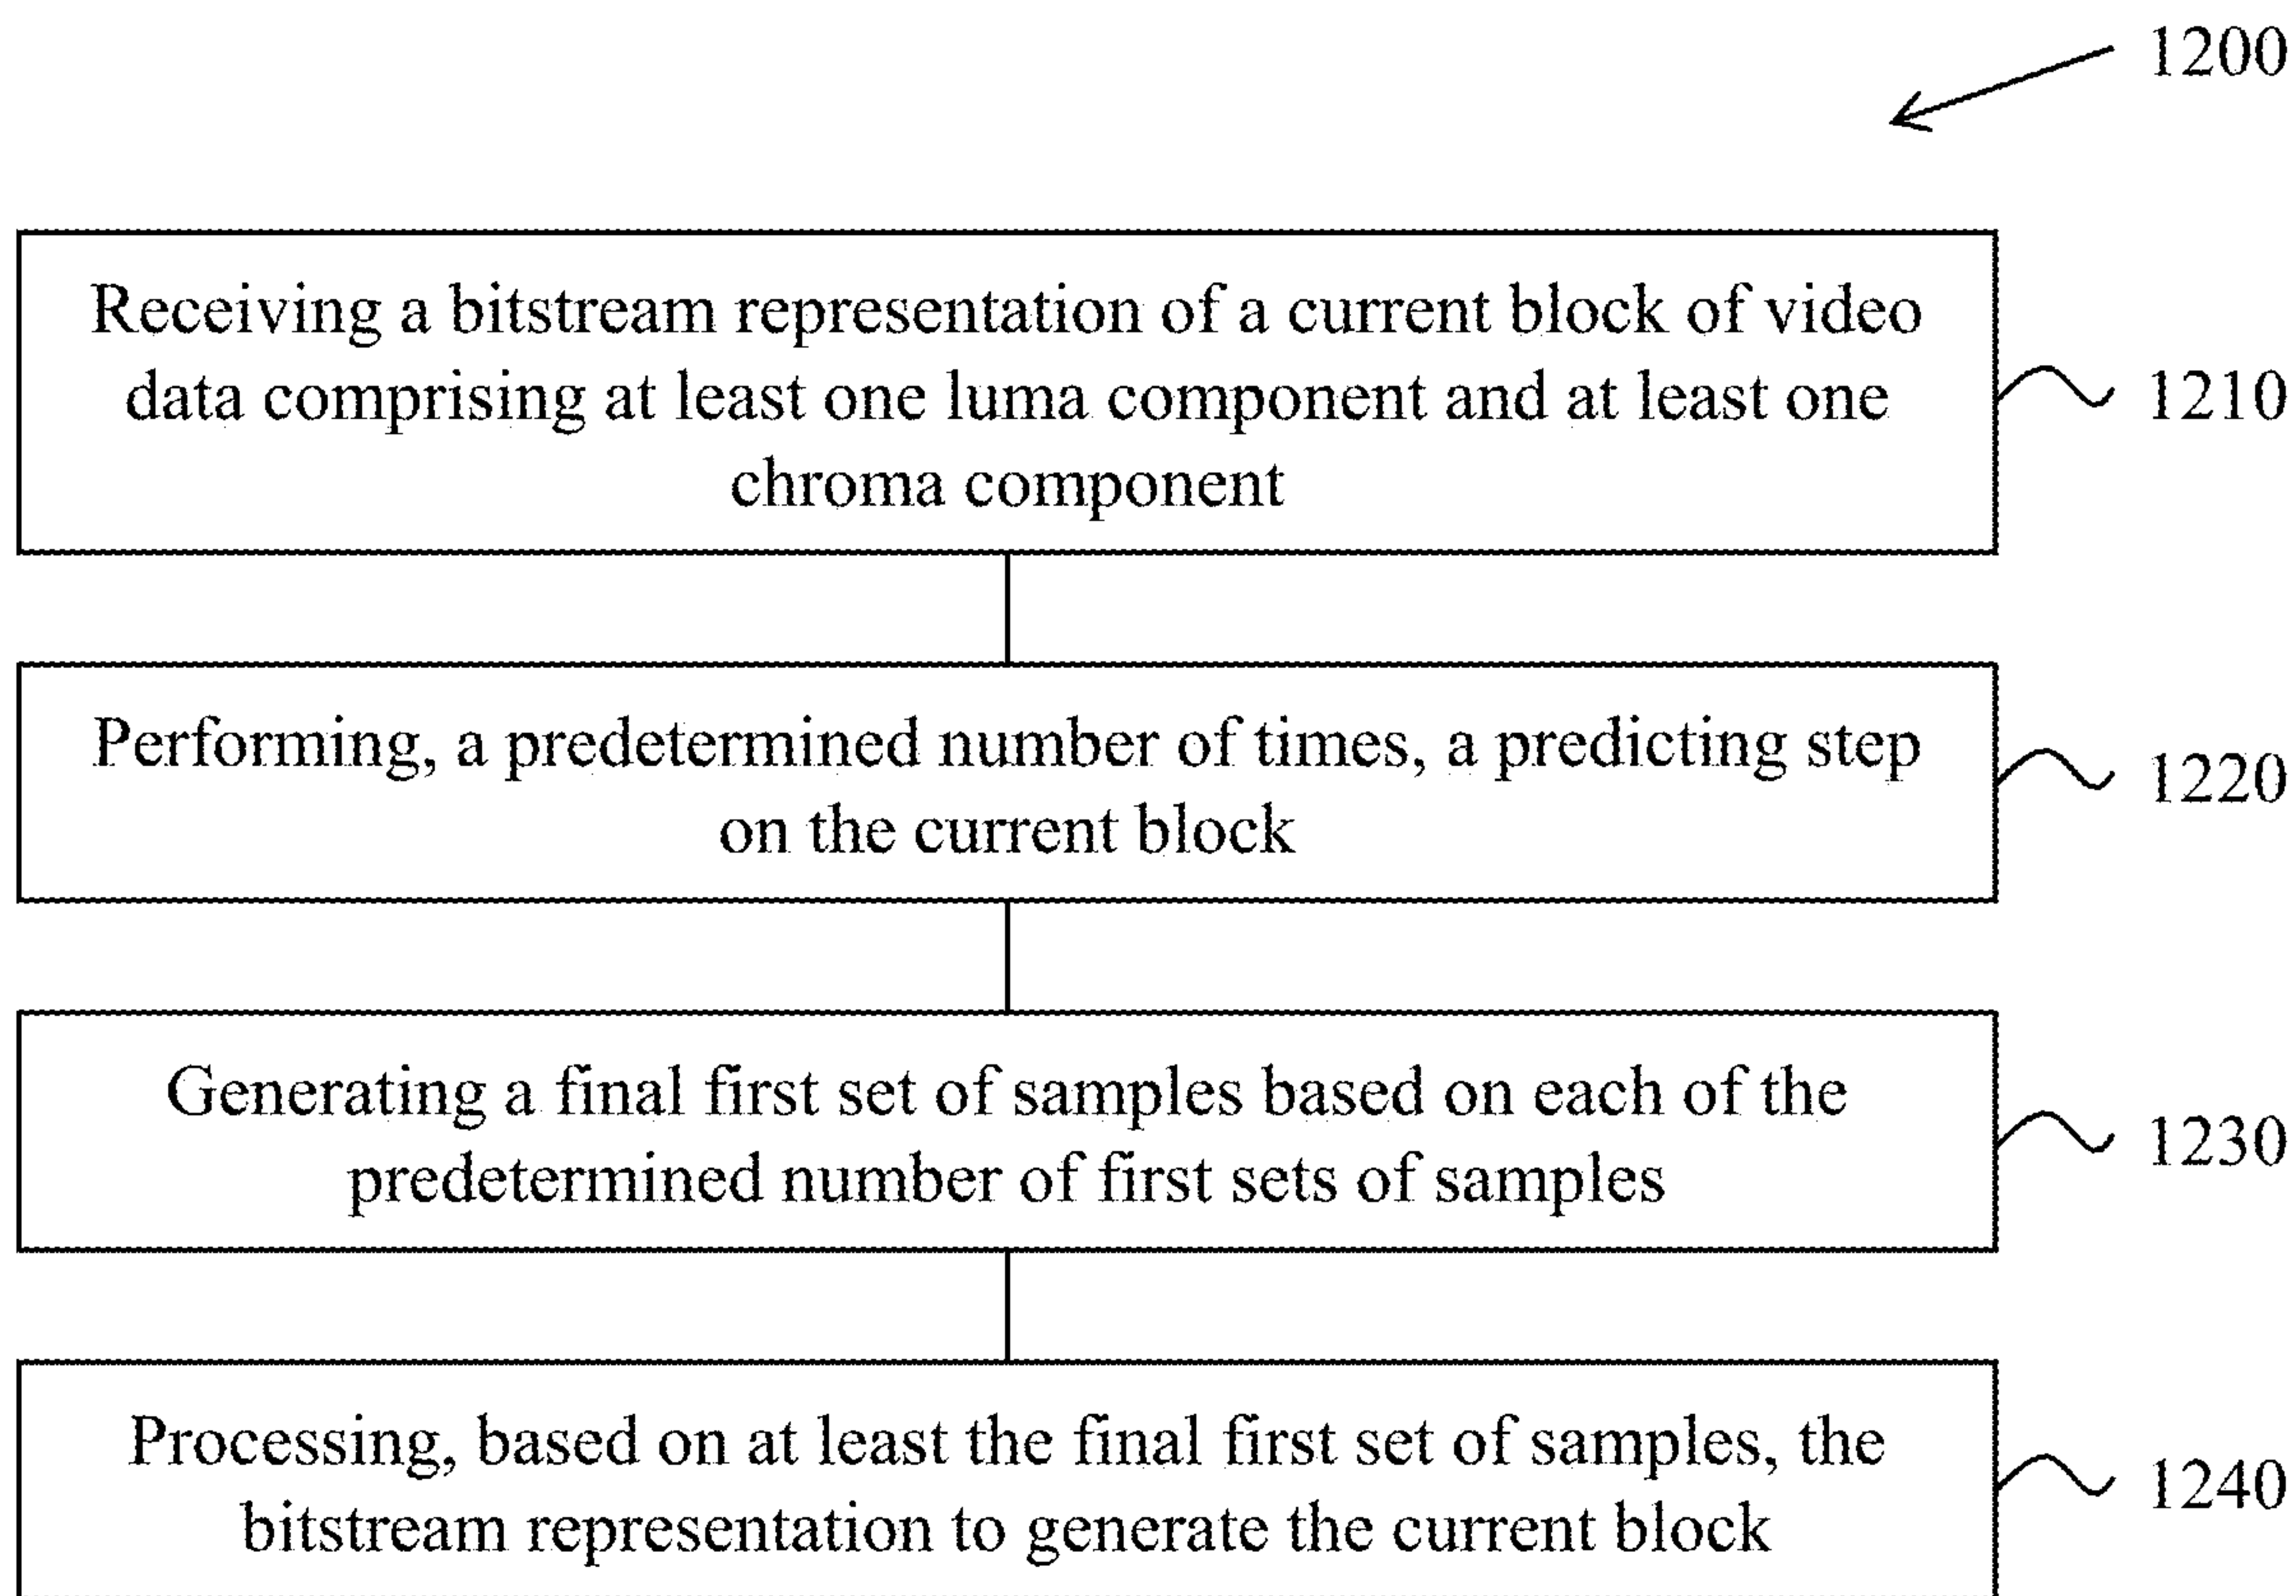 1200
Receiving a bitstream representation of a current block of video
data comprising at least one luma component and at least one
chroma component
1210
Performing, a predetermined number of times, a predicting step
on the current block
1220
Generating a final first set of samples based on each of the
predetermined number of first sets of samples
1230
Processing, based on at least the final first set of samples, the
bitstream representation to generate the current block
1240